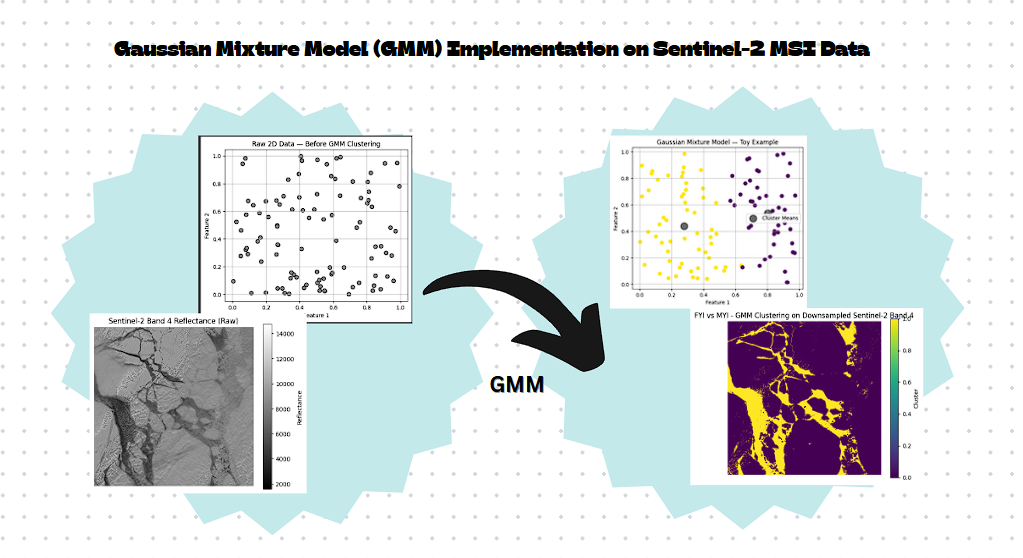 Gaussian Mixture Model (GMM) Implementation on Sentinel-2 MSI Data
Raw 2D Data — Before GMM Clustering
1.0
0.8
0.6
0.4
0.2
0.0
Feature 2
0.0 0.2 0.4 0.6 0.8 1.0
Feature 1
Sentinel-2 Band 4 Reflectance (Raw)
14000
12000
10000
8000
6000
4000
2000
Reflectance
GMM
Gaussian Mixture Model — Toy Example
1.0
0.8
0.6
0.4
0.2
0.0
Feature 2
Cluster Means
0.0 0.2 0.4 0.6 0.8 1.0
Feature 1
FYI vs MYI - GMM Clustering on Downsampled Sentinel-2 Band 4
1.0
0.8
0.6
0.4
0.2
0.0
Cluster